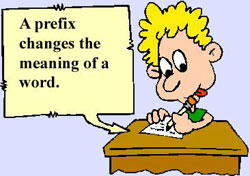 A prefix
changes the
meaning of a
word.